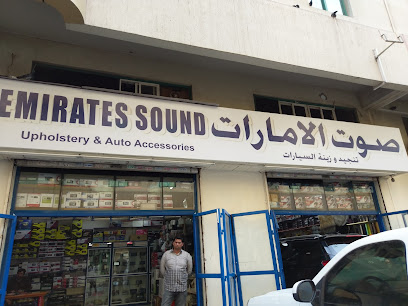 EMIRATES SOUND صوت الامارات
Upholstery & Auto Accessories
تنجيد و زينة السيارات